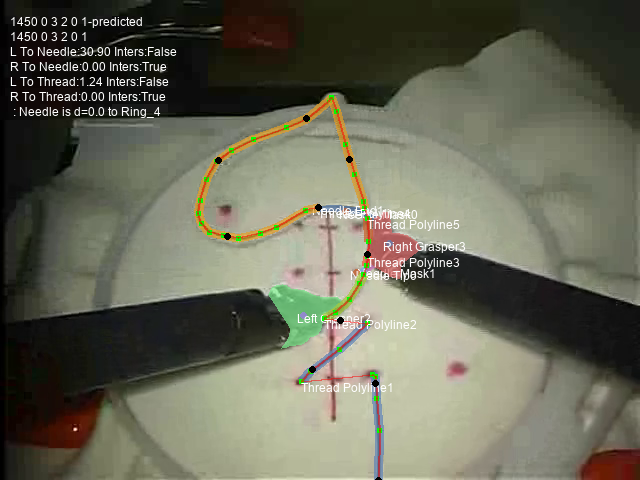 1450 0 3 2 0 1-predicted
1450 0 3 2 0 1
L To Needle:30.90 Inters:False
R To Needle:0.00 Inters:True
L To Thread:1.24 Inters:False
R To Thread:0.00 Inters:True
: Needle is d=0.0 to Ring_4
Thread Polyline5
Right Grasper3
Thread Polyline3
Left Grasper2
Thread Polyline2
Thread Polyline1